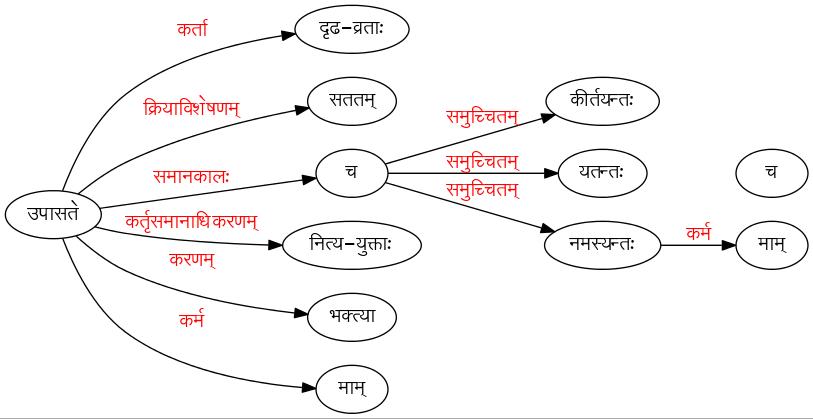 कर्ता
दृढ-व्रताः
क्रियाविशेषणम्
सततम्
समुच्चितम्
कीर्तयन्तः
समानकालः
च
समुच्चितम्
यतन्तः
च
समुच्चितम्
उपासते
कर्तृसमानाधिकरणम्
नित्य-युक्ताः
नमस्यन्तः
कर्म
माम्
करणम्
भक्त्या
कर्म
माम्